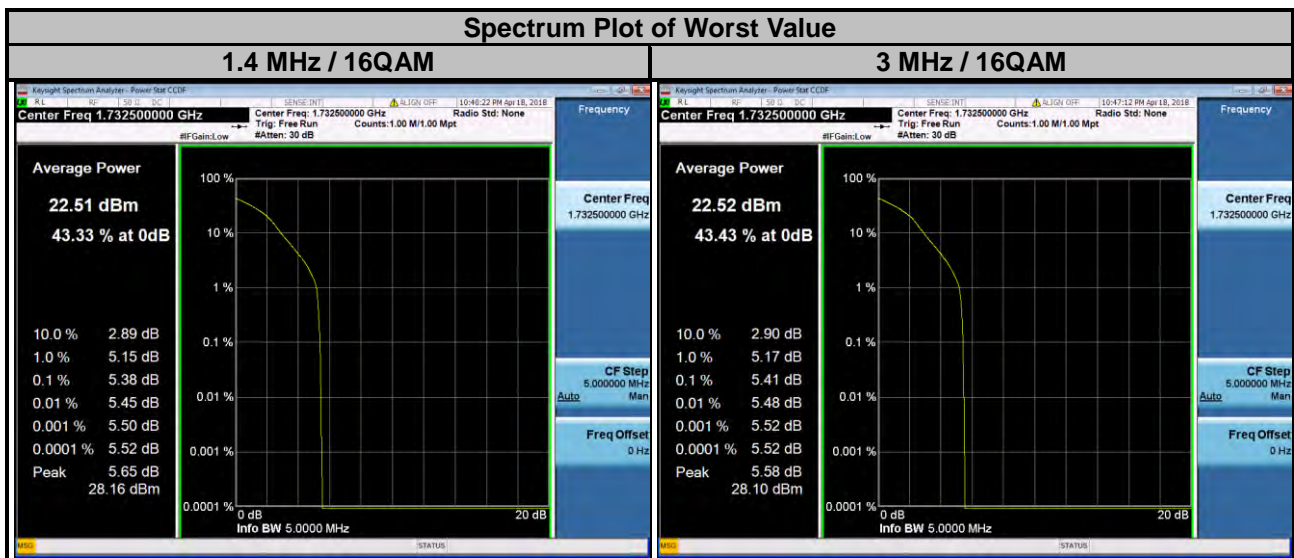 Spectrum Plot of Worst Value
1.4 MHz / 16QAM
Keysight Spectrum Analyzer - Power Stat CCDF
RL RF 50 Ω DC SENSE:INT ALIGN OFF 10:40:22 PM Apr 18, 2018
Center Freq 1.732500000 GHz
Center Freq: 1.732500000 GHz Radio Std: None
Trig: Free Run Counts:1.00 M/1.00 Mpt
#IFGain:Low #Atten: 30 dB
Frequency
Average Power
22.51 dBm
43.33 % at 0dB
10.0 % 2.89 dB
1.0 % 5.15 dB
0.1 % 5.38 dB
0.01 % 5.45 dB
0.001 % 5.50 dB
0.0001 % 5.52 dB
Peak 5.65 dB
28.16 dBm
100 %
10 %
1 %
0.1 %
0.01 %
0.001 %
0.0001 %
0 dB 20 dB
Info BW 5.0000 MHz
Center Freq
1.732500000 GHz
CF Step
5.000000 MHz
Auto Man
Freq Offset
0 Hz
MSG STATUS
3 MHz / 16QAM
Keysight Spectrum Analyzer - Power Stat CCDF
RL RF 50 Ω DC SENSE:INT ALIGN OFF 10:47:12 PM Apr 18, 2018
Center Freq 1.732500000 GHz
Center Freq: 1.732500000 GHz Radio Std: None
Trig: Free Run Counts:1.00 M/1.00 Mpt
#IFGain:Low #Atten: 30 dB
Frequency
Average Power
22.52 dBm
43.43 % at 0dB
10.0 % 2.90 dB
1.0 % 5.17 dB
0.1 % 5.41 dB
0.01 % 5.48 dB
0.001 % 5.52 dB
0.0001 % 5.52 dB
Peak 5.58 dB
28.10 dBm
100 %
10 %
1 %
0.1 %
0.01 %
0.001 %
0.0001 %
0 dB 20 dB
Info BW 5.0000 MHz
Center Freq
1.732500000 GHz
CF Step
5.000000 MHz
Auto Man
Freq Offset
0 Hz
MSG STATUS